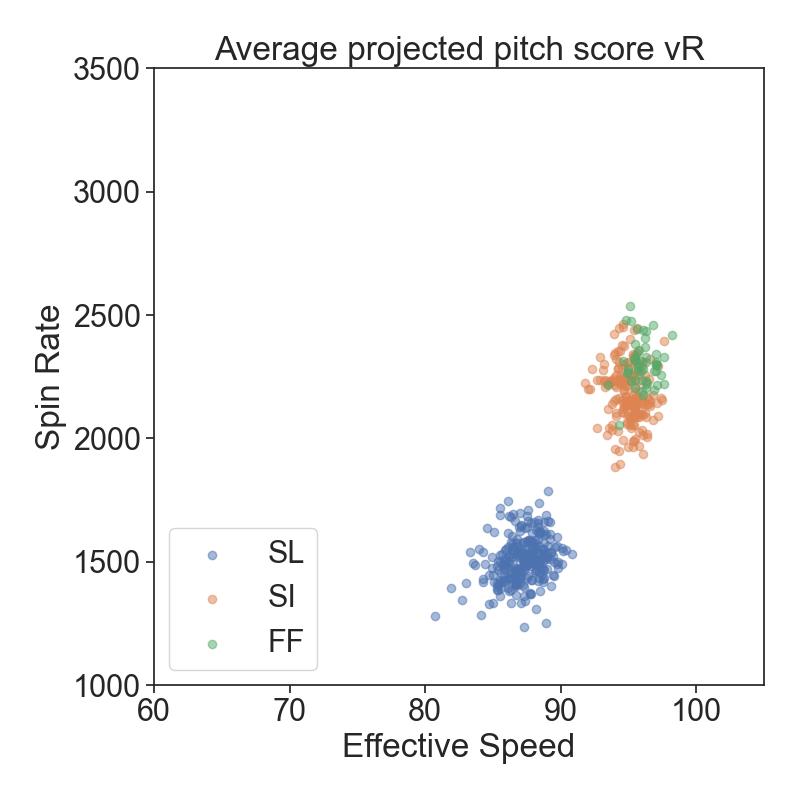 Average projected pitch score vR
3500
3000
2500
2000
1500
1000
Spin Rate
SL
SI
FF
60 70 80 90 100
Effective Speed